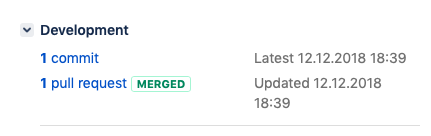 Development
1 commit Latest 12.12.2018 18:39
1 pull request MERGED Updated 12.12.2018
18:39